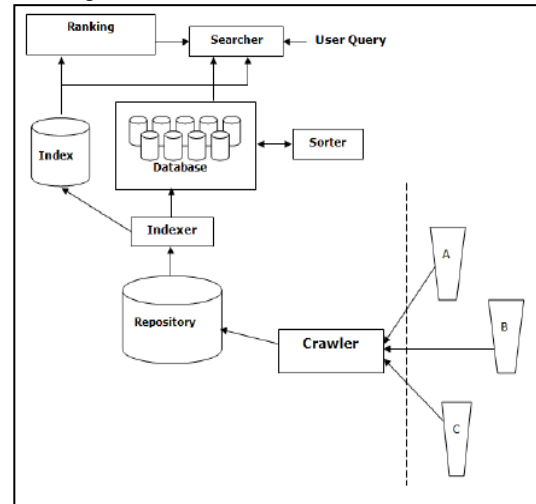 Ranking
Searcher
User Query
Index
Database
Sorter
Indexer
A
Repository
B
Crawler
C